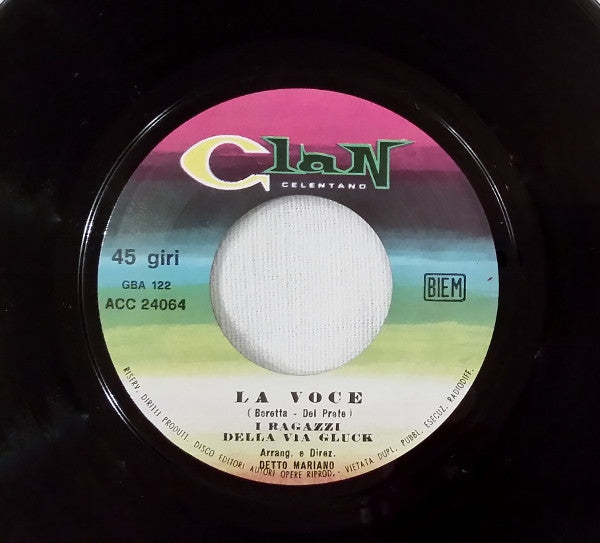 ClaN
CELENTANO
45 giri
GBA 122
ACC 24064
BIEM
LA VOCE
( Beretta - Del Prete )
I RAGAZZI
DELLA VIA GLUCK
Arrang. e Direz.
DETTO MARIANO
RISERV. DIRITTI PRODUTT. DISCO EDITORI AUTORI OPERE RIPROD. - VIETATA DUPL. PUBBL. ESECUZ. RADIODIFF.